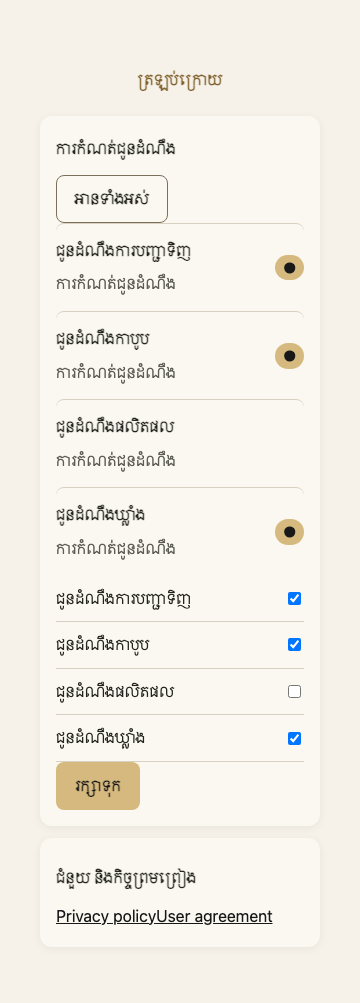 ត្រឡប់ក្រោយ
ការកំណត់ជូនដំណឹង
អានទាំងអស់
ជូនដំណឹងការបញ្ជាទិញ
ការកំណត់ជូនដំណឹង
ជូនដំណឹងកាបូប
ការកំណត់ជូនដំណឹង
ជូនដំណឹងផលិតផល
ការកំណត់ជូនដំណឹង
ជូនដំណឹងឃ្លាំង
ការកំណត់ជូនដំណឹង
ជូនដំណឹងការបញ្ជាទិញ
ជូនដំណឹងកាបូប
ជូនដំណឹងផលិតផល
ជូនដំណឹងឃ្លាំង
រក្សាទុក
ជំនួយ និងកិច្ចព្រមព្រៀង
Privacy policyUser agreement